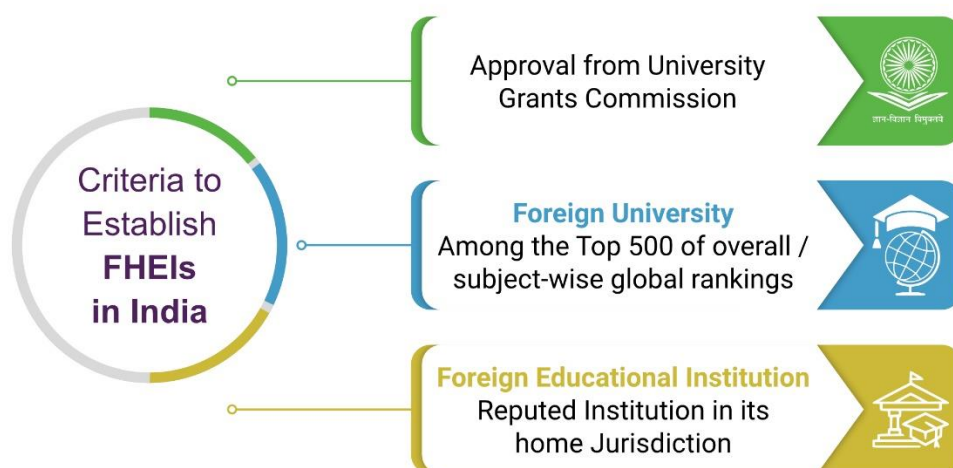 Criteria to
Establish
FHEIs
in India
Approval from University
Grants Commission
ज्ञान-विज्ञान विमुक्तये
Foreign University
Among the Top 500 of overall /
subject-wise global rankings
Foreign Educational Institution
Reputed Institution in its
home Jurisdiction